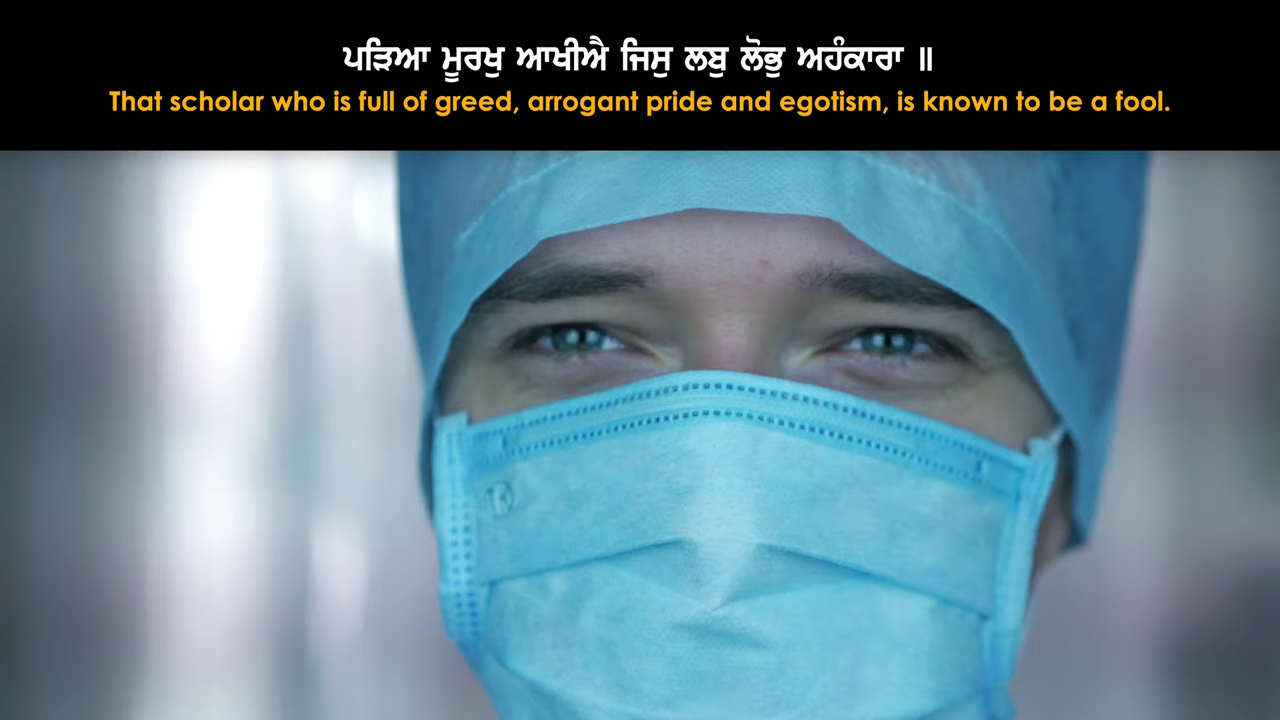 ਪੜਿਆ ਮੂਰਖੁ ਆਖੀਐ ਜਿਸੁ ਲਬੁ ਲੋਭੁ ਅਹੰਕਾਰਾ ॥
That scholar who is full of greed, arrogant pride and egotism, is known to be a fool.